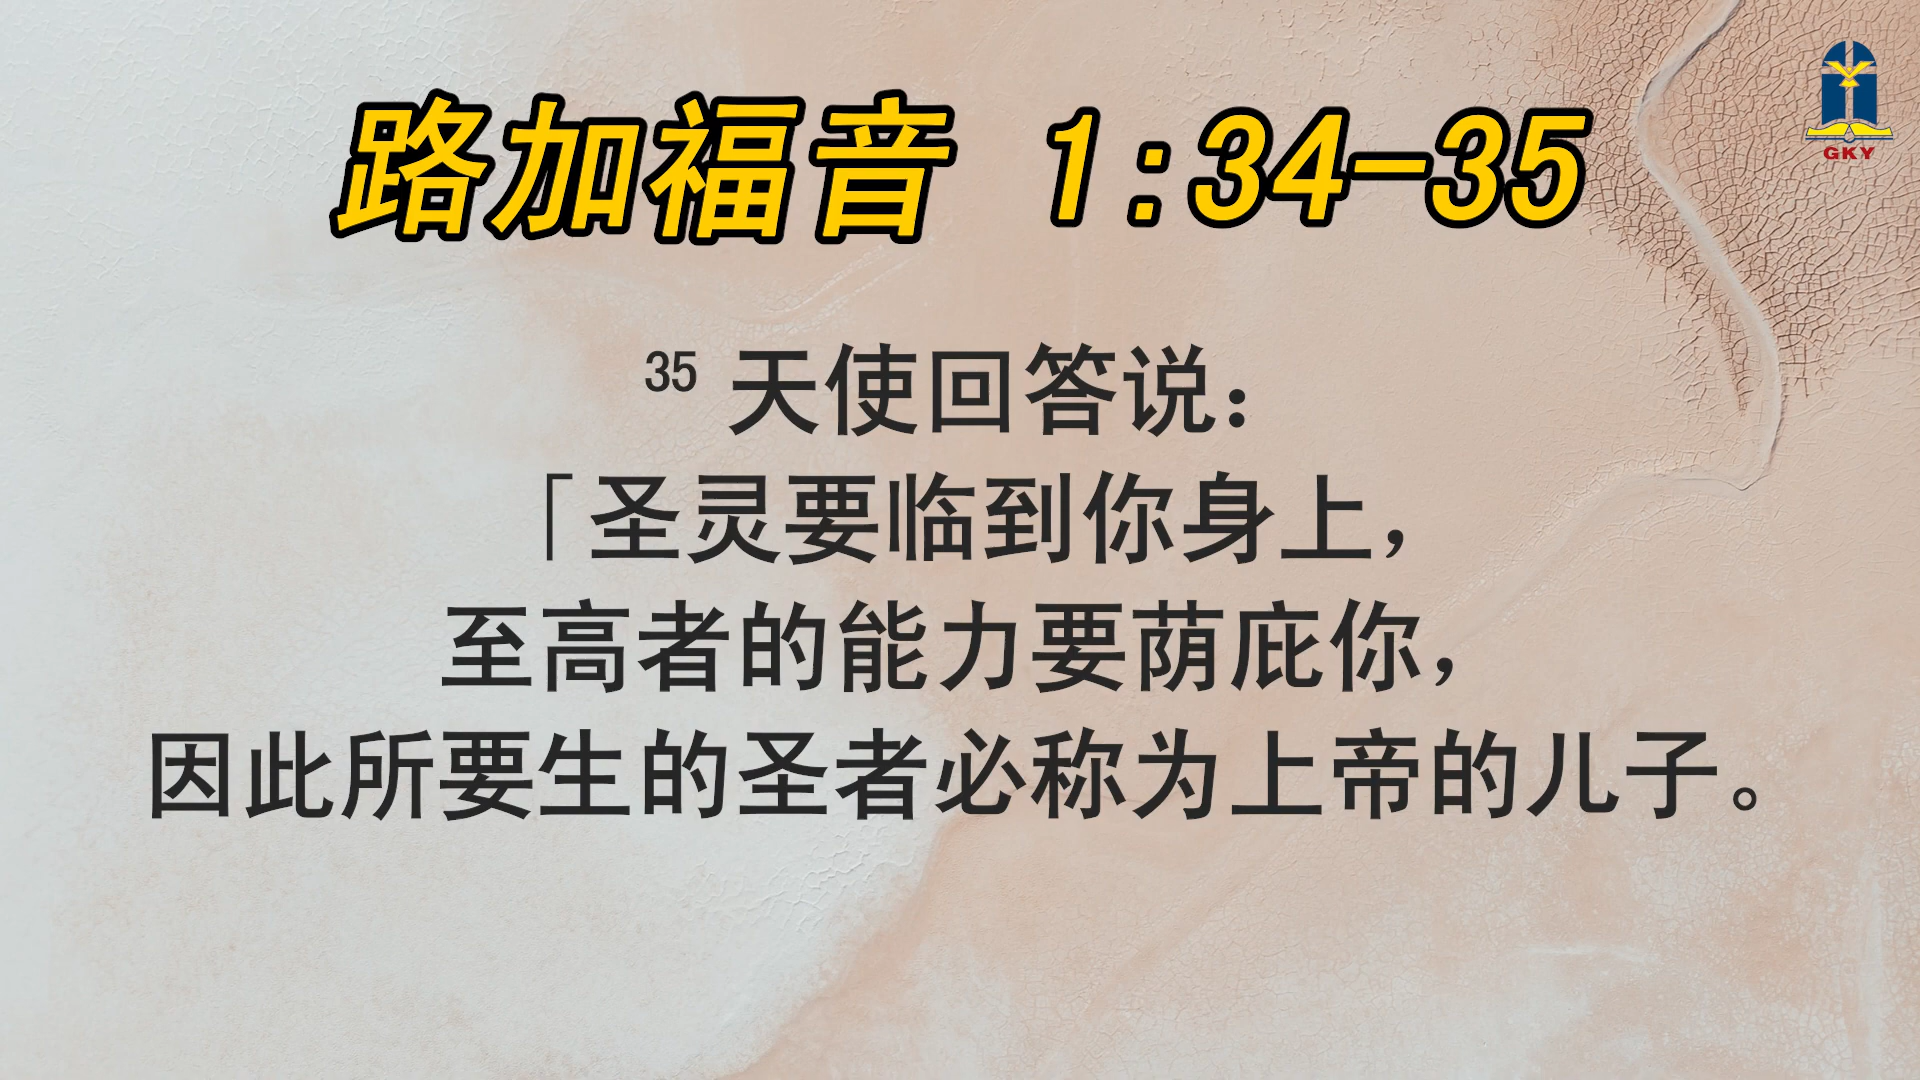 路加福音 1:34-35
GKY
35 天使回答说：
「圣灵要临到你身上，
至高者的能力要荫庇你，
因此所要生的圣者必称为上帝的儿子。